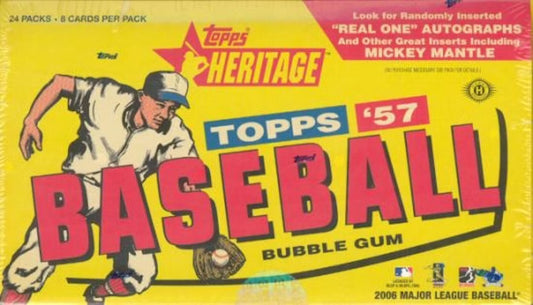 24 PACKS • 8 CARDS PER PACK
Look for Randomly Inserted
"REAL ONE" AUTOGRAPHS
And Other Great Inserts Including
MICKEY MANTLE
Topps
HERITAGE
H
TOPPS '57
BASEBALL
BUBBLE GUM
2006 MAJOR LEAGUE BASEBALL